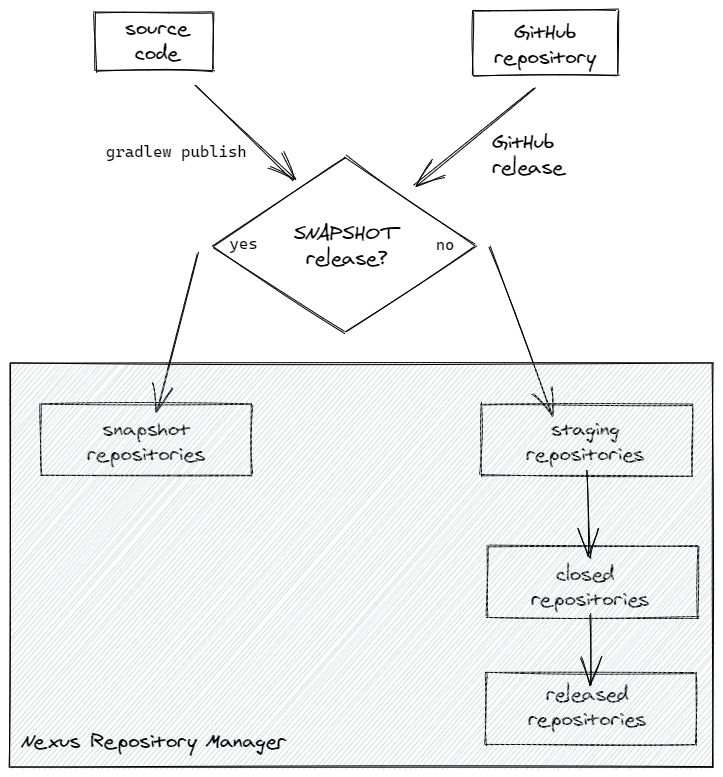 source
code
GitHub
repository
gradlew publish
GitHub
release
yes
SNAPSHOT
release?
no
snapshot
repositories
staging
repositories
closed
repositories
released
repositories
Nexus Repository Manager